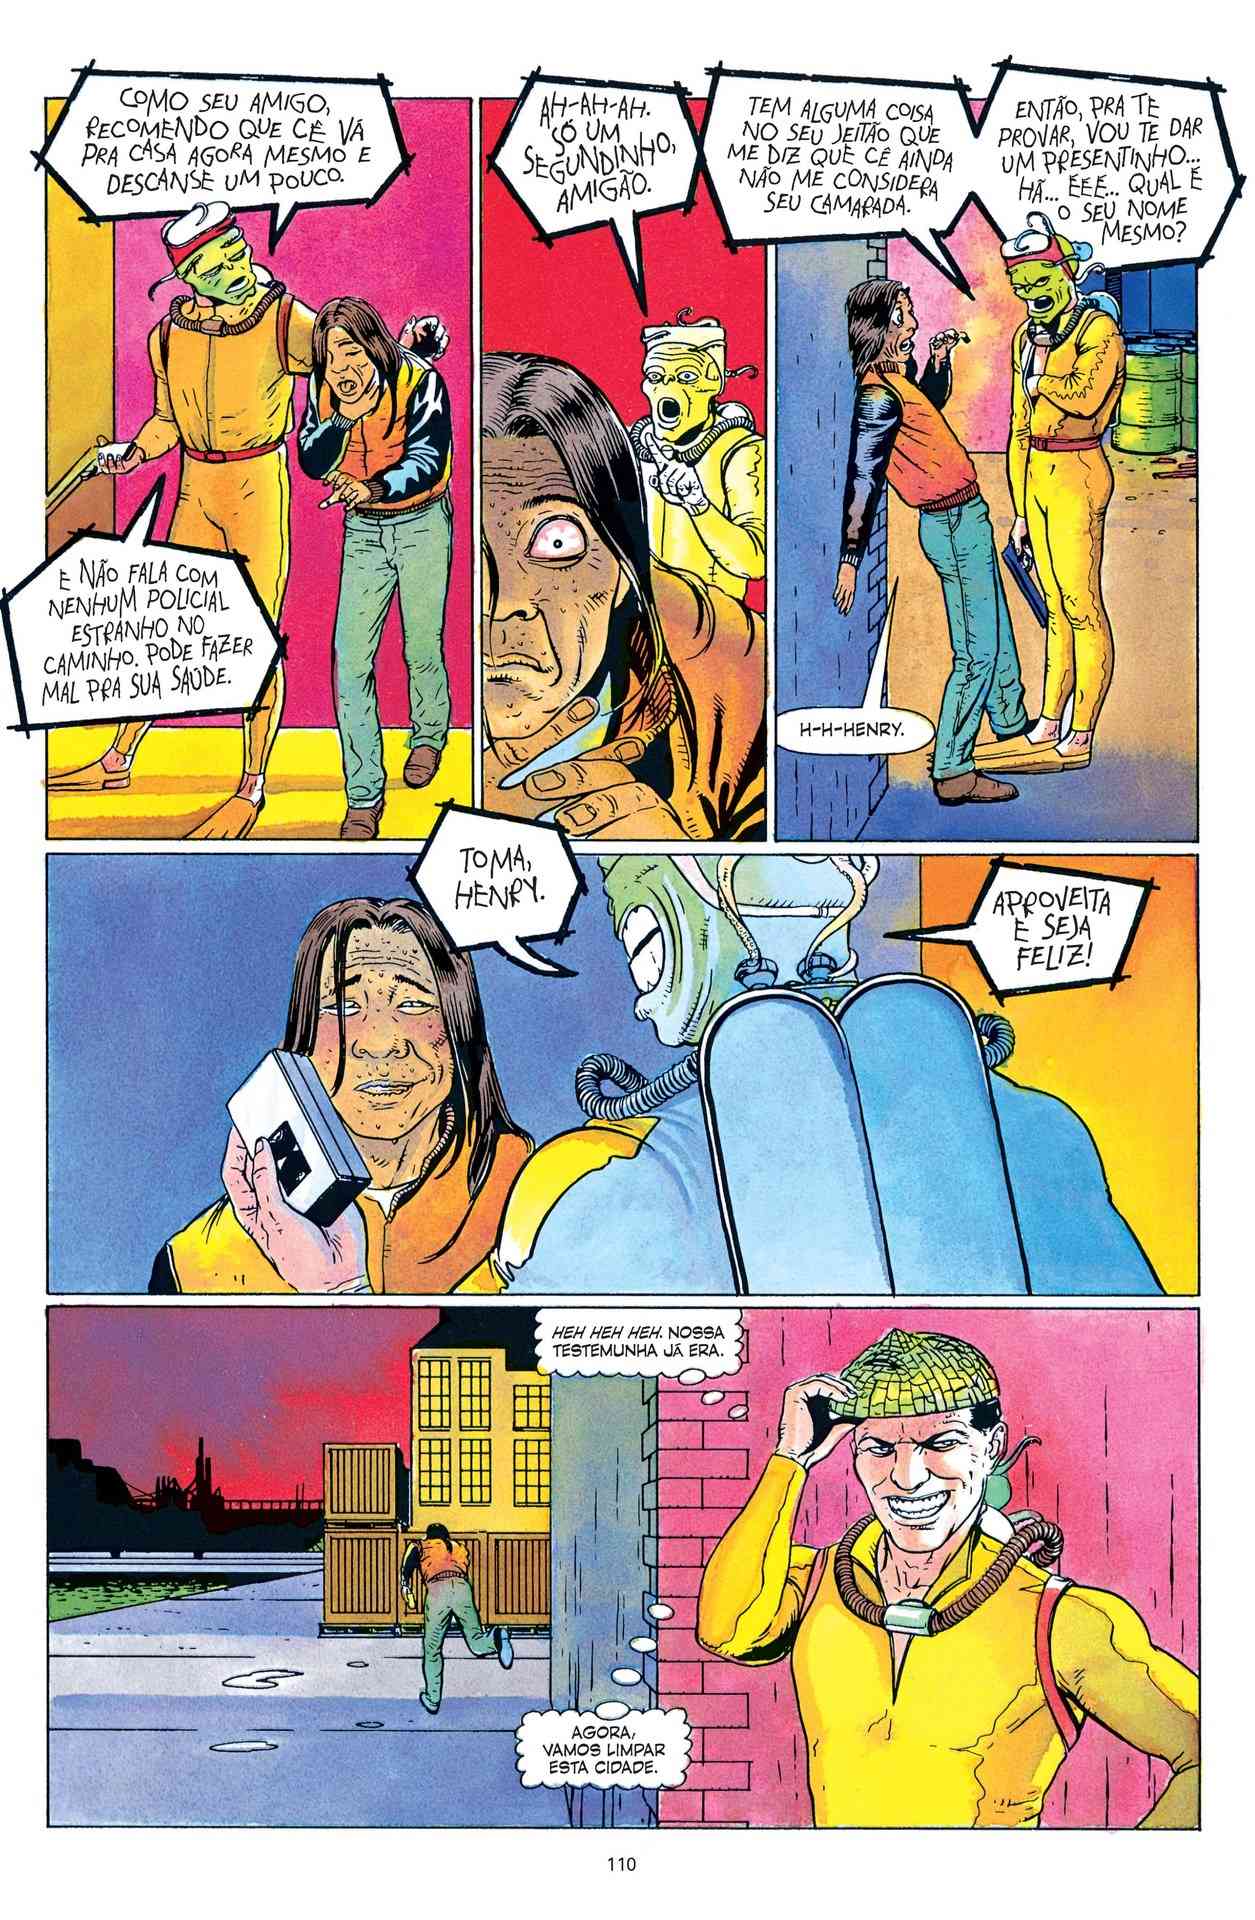 COMO SEU AMIGO,
RECOMENDO QUE CÊ VÁ
PRA CASA AGORA MESMO E
DESCANSE UM POUCO.
E NÃO FALA COM
NENHUM POLICIAL
ESTRANHO NO
CAMINHO. PODE FAZER
MAL PRA SUA SAÚDE.
AH-AH-AH.
SÓ UM
SEGUNDINHO,
AMIGÃO.
TEM ALGUMA COISA
NO SEU JEITÃO QUE
ME DIZ QUE CÊ AINDA
NÃO ME CONSIDERA
SEU CAMARADA.
ENTÃO, PRA TE
PROVAR, VOU TE DAR
UM PRESENTINHO...
HÃ... ÉÉÉ... QUAL É
O SEU NOME
MESMO?
H-H-HENRY.
TOMA,
HENRY.
APROVEITA
E SEJA
FELIZ!
HEH HEH HEH. NOSSA
TESTEMUNHA JÁ ERA.
AGORA,
VAMOS LIMPAR
ESTA CIDADE.
110